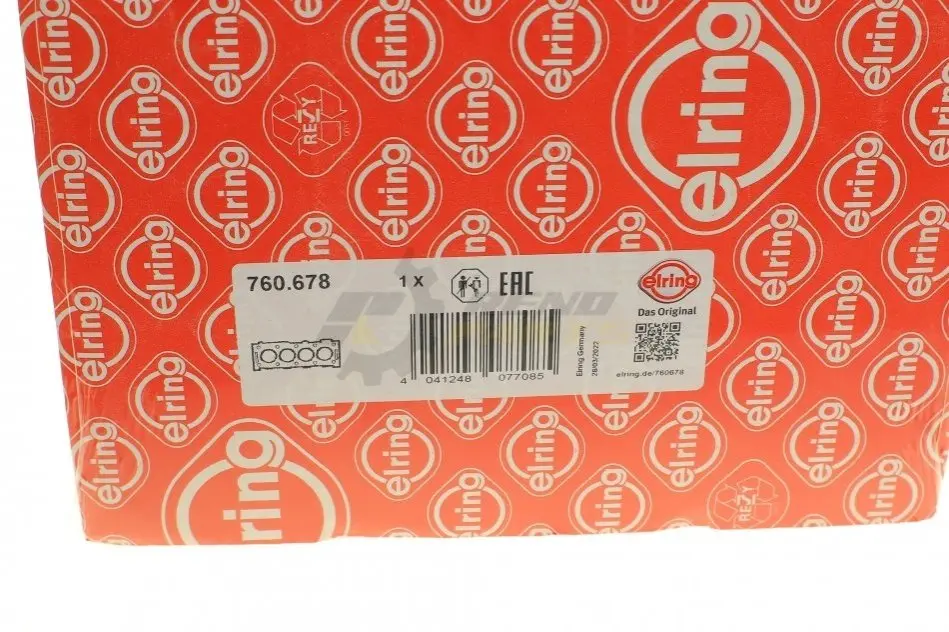 elring
REZY
760.678
1 x
EAC
elring
Das Original
4 041248 077085
Elring Germany
28/03/2022
elring.de/760678
REZY